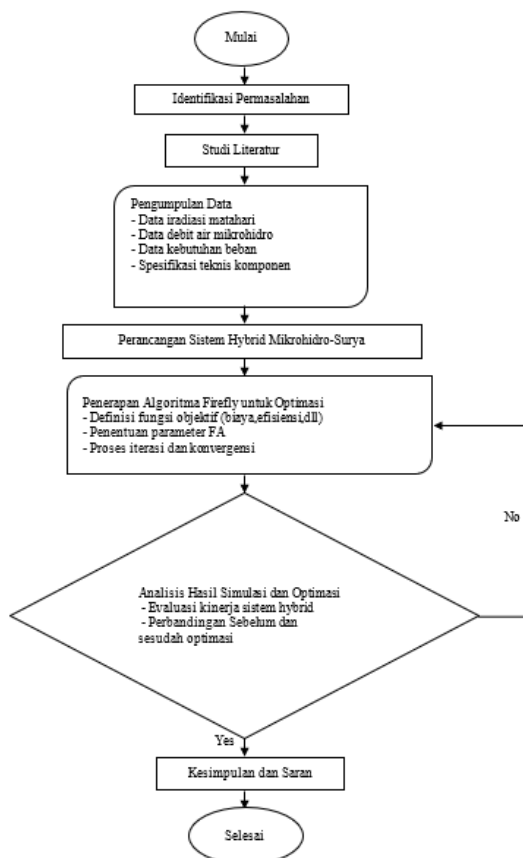 Mulai
Identifikasi Permasalahan
Studi Literatur
Pengumpulan Data
- Data iradiasi matahari
- Data debit air mikrohidro
- Data kebutuhan beban
- Spesifikasi teknis komponen
Perancangan Sistem Hybrid Mikrohidro-Surya
Penerapan Algoritma Firefly untuk Optimasi
- Definisi fungsi objektif (biaya,efisiensi,dll)
- Penentuan parameter FA
- Proses iterasi dan konvergensi
No
Analisis Hasil Simulasi dan Optimasi
- Evaluasi kinerja sistem hybrid
- Perbandingan Sebelum dan
sesudah optimasi
Yes
Kesimpulan dan Saran
Selesai